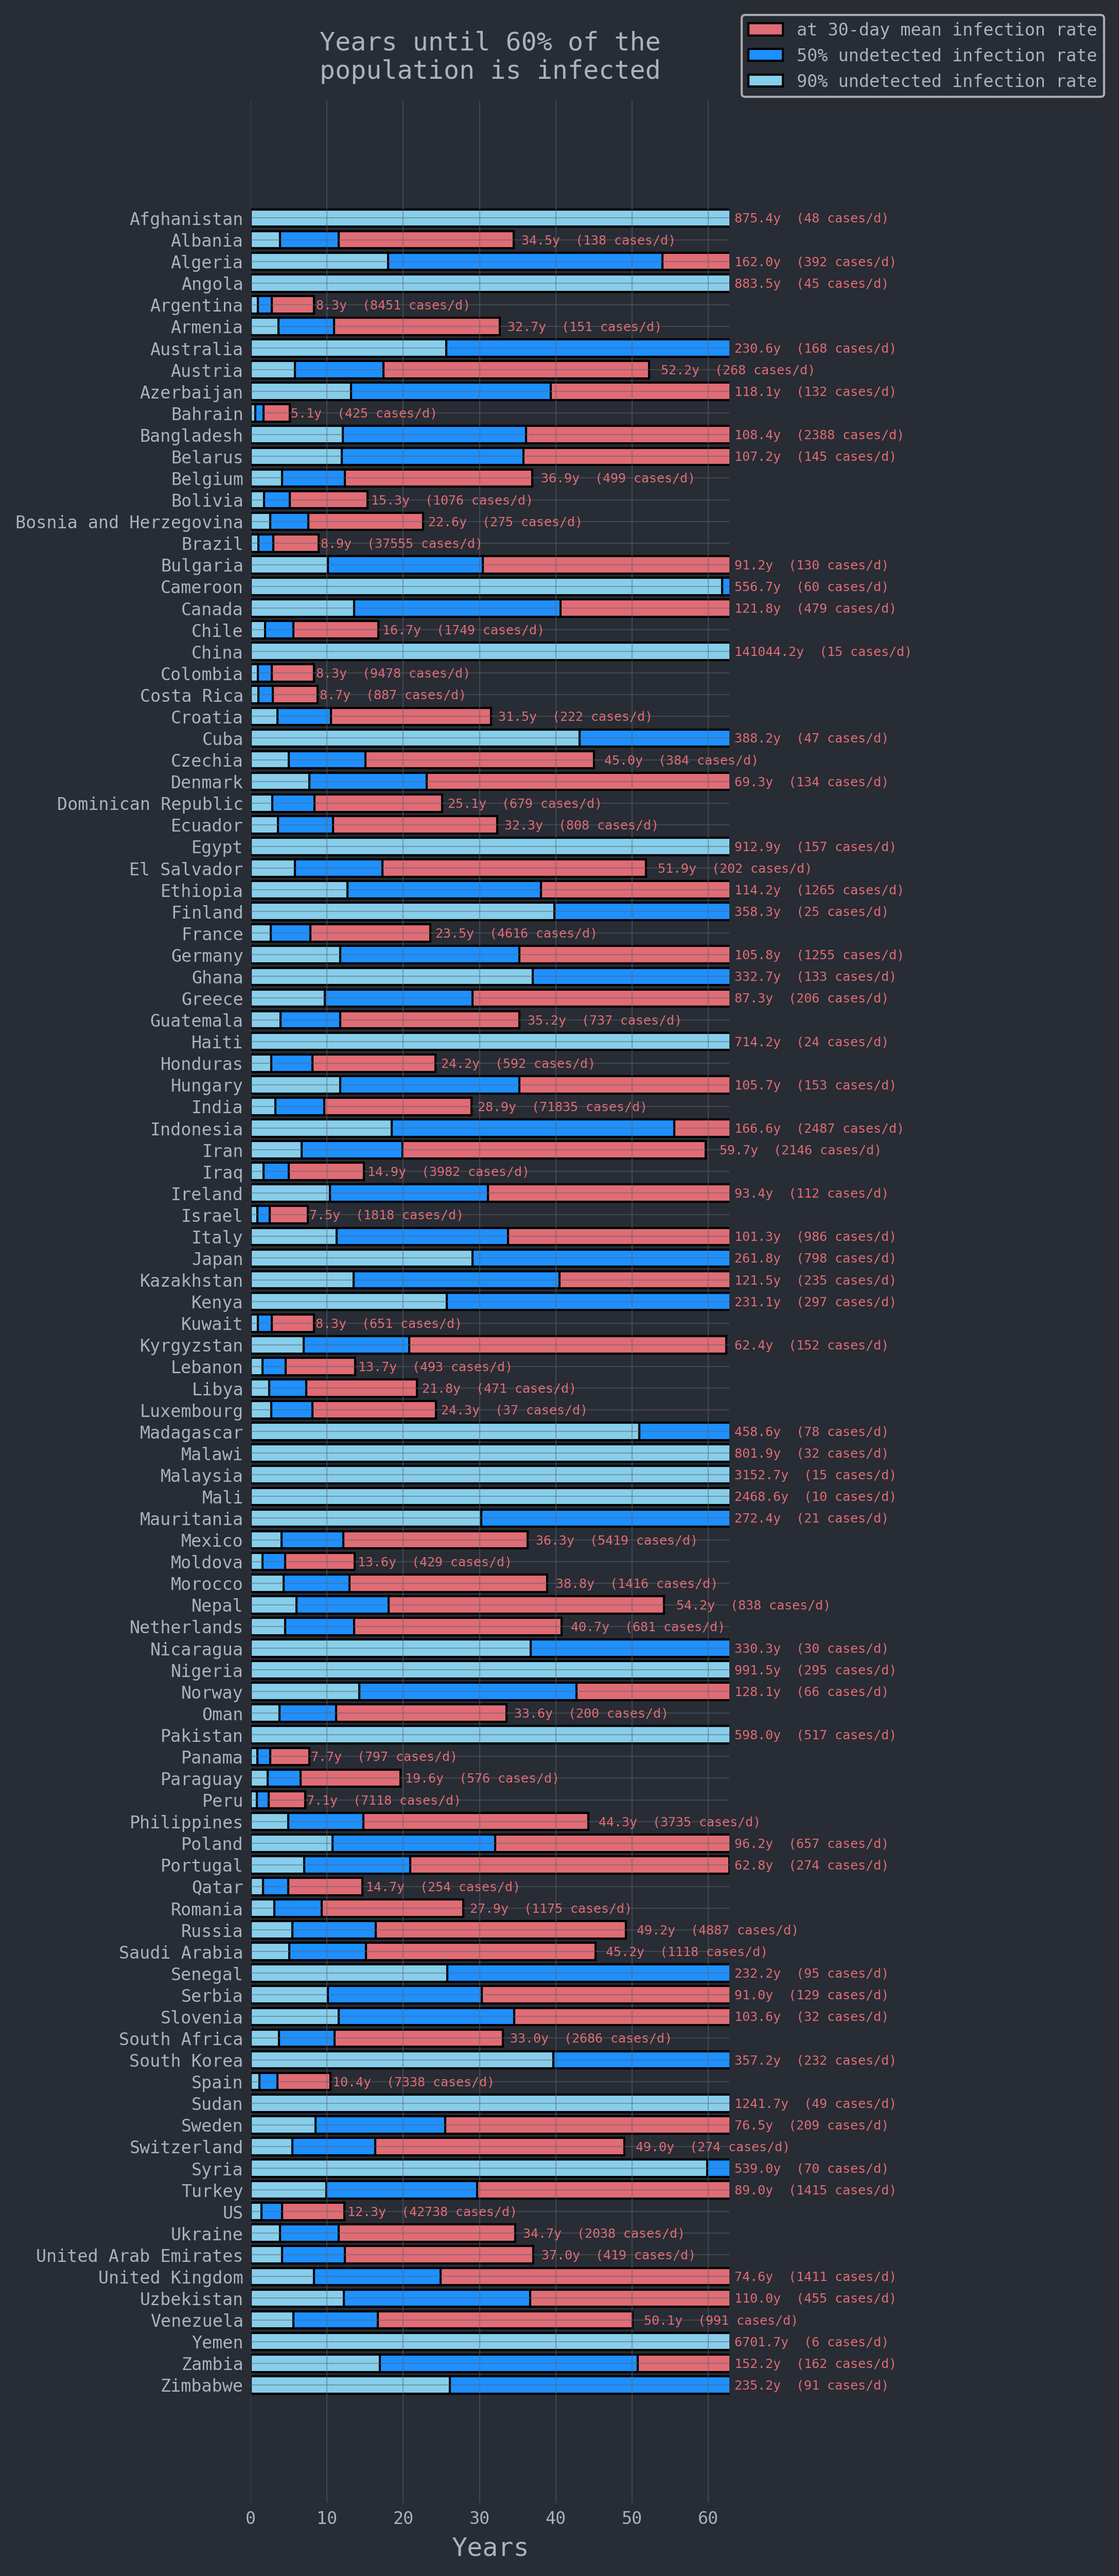 Years until 60% of the
population is infected
at 30-day mean infection rate
50% undetected infection rate
90% undetected infection rate
Afghanistan 875.4y (48 cases/d)
Albania 34.5y (138 cases/d)
Algeria 162.0y (392 cases/d)
Angola 883.5y (45 cases/d)
Argentina 8.3y (8451 cases/d)
Armenia 32.7y (151 cases/d)
Australia 230.6y (168 cases/d)
Austria 52.2y (268 cases/d)
Azerbaijan 118.1y (132 cases/d)
Bahrain 5.1y (425 cases/d)
Bangladesh 108.4y (2388 cases/d)
Belarus 107.2y (145 cases/d)
Belgium 36.9y (499 cases/d)
Bolivia 15.3y (1076 cases/d)
Bosnia and Herzegovina 22.6y (275 cases/d)
Brazil 8.9y (37555 cases/d)
Bulgaria 91.2y (130 cases/d)
Cameroon 556.7y (60 cases/d)
Canada 121.8y (479 cases/d)
Chile 16.7y (1749 cases/d)
China 141044.2y (15 cases/d)
Colombia 8.3y (9478 cases/d)
Costa Rica 8.7y (887 cases/d)
Croatia 31.5y (222 cases/d)
Cuba 388.2y (47 cases/d)
Czechia 45.0y (384 cases/d)
Denmark 69.3y (134 cases/d)
Dominican Republic 25.1y (679 cases/d)
Ecuador 32.3y (808 cases/d)
Egypt 912.9y (157 cases/d)
El Salvador 51.9y (202 cases/d)
Ethiopia 114.2y (1265 cases/d)
Finland 358.3y (25 cases/d)
France 23.5y (4616 cases/d)
Germany 105.8y (1255 cases/d)
Ghana 332.7y (133 cases/d)
Greece 87.3y (206 cases/d)
Guatemala 35.2y (737 cases/d)
Haiti 714.2y (24 cases/d)
Honduras 24.2y (592 cases/d)
Hungary 105.7y (153 cases/d)
India 28.9y (71835 cases/d)
Indonesia 166.6y (2487 cases/d)
Iran 59.7y (2146 cases/d)
Iraq 14.9y (3982 cases/d)
Ireland 93.4y (112 cases/d)
Israel 7.5y (1818 cases/d)
Italy 101.3y (986 cases/d)
Japan 261.8y (798 cases/d)
Kazakhstan 121.5y (235 cases/d)
Kenya 231.1y (297 cases/d)
Kuwait 8.3y (651 cases/d)
Kyrgyzstan 62.4y (152 cases/d)
Lebanon 13.7y (493 cases/d)
Libya 21.8y (471 cases/d)
Luxembourg 24.3y (37 cases/d)
Madagascar 458.6y (78 cases/d)
Malawi 801.9y (32 cases/d)
Malaysia 3152.7y (15 cases/d)
Mali 2468.6y (10 cases/d)
Mauritania 272.4y (21 cases/d)
Mexico 36.3y (5419 cases/d)
Moldova 13.6y (429 cases/d)
Morocco 38.8y (1416 cases/d)
Nepal 54.2y (838 cases/d)
Netherlands 40.7y (681 cases/d)
Nicaragua 330.3y (30 cases/d)
Nigeria 991.5y (295 cases/d)
Norway 128.1y (66 cases/d)
Oman 33.6y (200 cases/d)
Pakistan 598.0y (517 cases/d)
Panama 7.7y (797 cases/d)
Paraguay 19.6y (576 cases/d)
Peru 7.1y (7118 cases/d)
Philippines 44.3y (3735 cases/d)
Poland 96.2y (657 cases/d)
Portugal 62.8y (274 cases/d)
Qatar 14.7y (254 cases/d)
Romania 27.9y (1175 cases/d)
Russia 49.2y (4887 cases/d)
Saudi Arabia 45.2y (1118 cases/d)
Senegal 232.2y (95 cases/d)
Serbia 91.0y (129 cases/d)
Slovenia 103.6y (32 cases/d)
South Africa 33.0y (2686 cases/d)
South Korea 357.2y (232 cases/d)
Spain 10.4y (7338 cases/d)
Sudan 1241.7y (49 cases/d)
Sweden 76.5y (209 cases/d)
Switzerland 49.0y (274 cases/d)
Syria 539.0y (70 cases/d)
Turkey 89.0y (1415 cases/d)
US 12.3y (42738 cases/d)
Ukraine 34.7y (2038 cases/d)
United Arab Emirates 37.0y (419 cases/d)
United Kingdom 74.6y (1411 cases/d)
Uzbekistan 110.0y (455 cases/d)
Venezuela 50.1y (991 cases/d)
Yemen 6701.7y (6 cases/d)
Zambia 152.2y (162 cases/d)
Zimbabwe 235.2y (91 cases/d)
0 10 20 30 40 50 60
Years